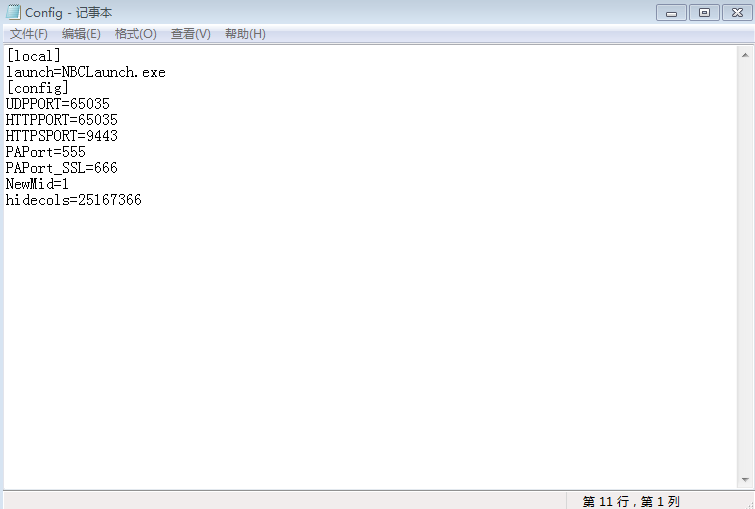 Config - 记事本
文件(F) 编辑(E) 格式(O) 查看(V) 帮助(H)
[local]
launch=NBCLaunch.exe
[config]
UDPPORT=65035
HTTPPORT=65035
HTTPSPORT=9443
PAPort=555
PAPort_SSL=666
NewMid=1
hidecols=25167366
第 11 行，第 1 列